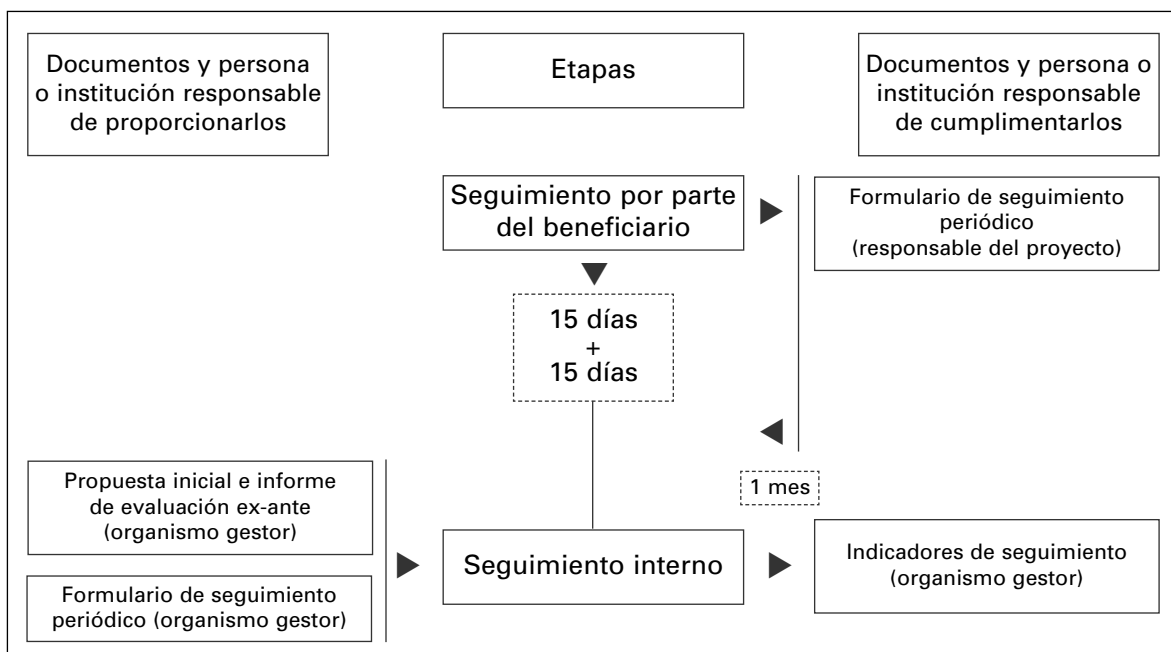 Documentos y persona
o institución responsable
de proporcionarlos
Etapas
Documentos y persona o
institución responsable
de cumplimentarlos
Seguimiento por parte
del beneficiario
Formulario de seguimiento
periódico
(responsable del proyecto)
15 días
+
15 días
1 mes
Propuesta inicial e informe
de evaluación ex-ante
(organismo gestor)
Formulario de seguimiento
periódico (organismo gestor)
Seguimiento interno
Indicadores de seguimiento
(organismo gestor)